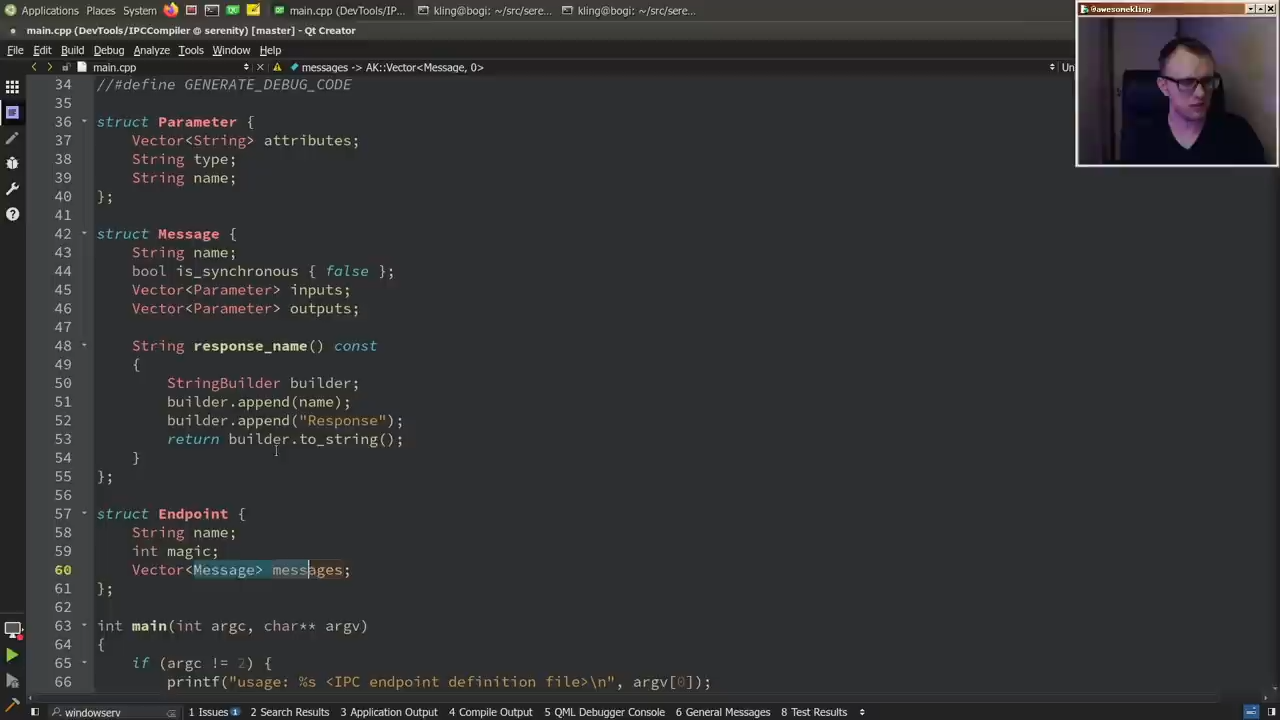 Applications Places System main.cpp (DevTools/IP... kling@bogi: ~/src/sere... kling@bogi: ~/src/sere...
@awesomekling
main.cpp (DevTools/IPCCompiler @ serenity) [master] - Qt Creator
File Edit Build Debug Analyze Tools Window Help
main.cpp messages -> AK::Vector<Message, 0> Un
34 //#define GENERATE_DEBUG_CODE
35
36 struct Parameter {
37 Vector<String> attributes;
38 String type;
39 String name;
40 };
41
42 struct Message {
43 String name;
44 bool is_synchronous { false };
45 Vector<Parameter> inputs;
46 Vector<Parameter> outputs;
47
48 String response_name() const
49 {
50 StringBuilder builder;
51 builder.append(name);
52 builder.append("Response");
53 return builder.to_string();
54 }
55 };
56
57 struct Endpoint {
58 String name;
59 int magic;
60 Vector<Message> messages;
61 };
62
63 int main(int argc, char** argv)
64 {
65 if (argc != 2) {
66 printf("usage: %s <IPC endpoint definition file>\n", argv[0]);
windowserv 1 Issues 1 2 Search Results 3 Application Output 4 Compile Output 5 QML Debugger Console 6 General Messages 8 Test Results